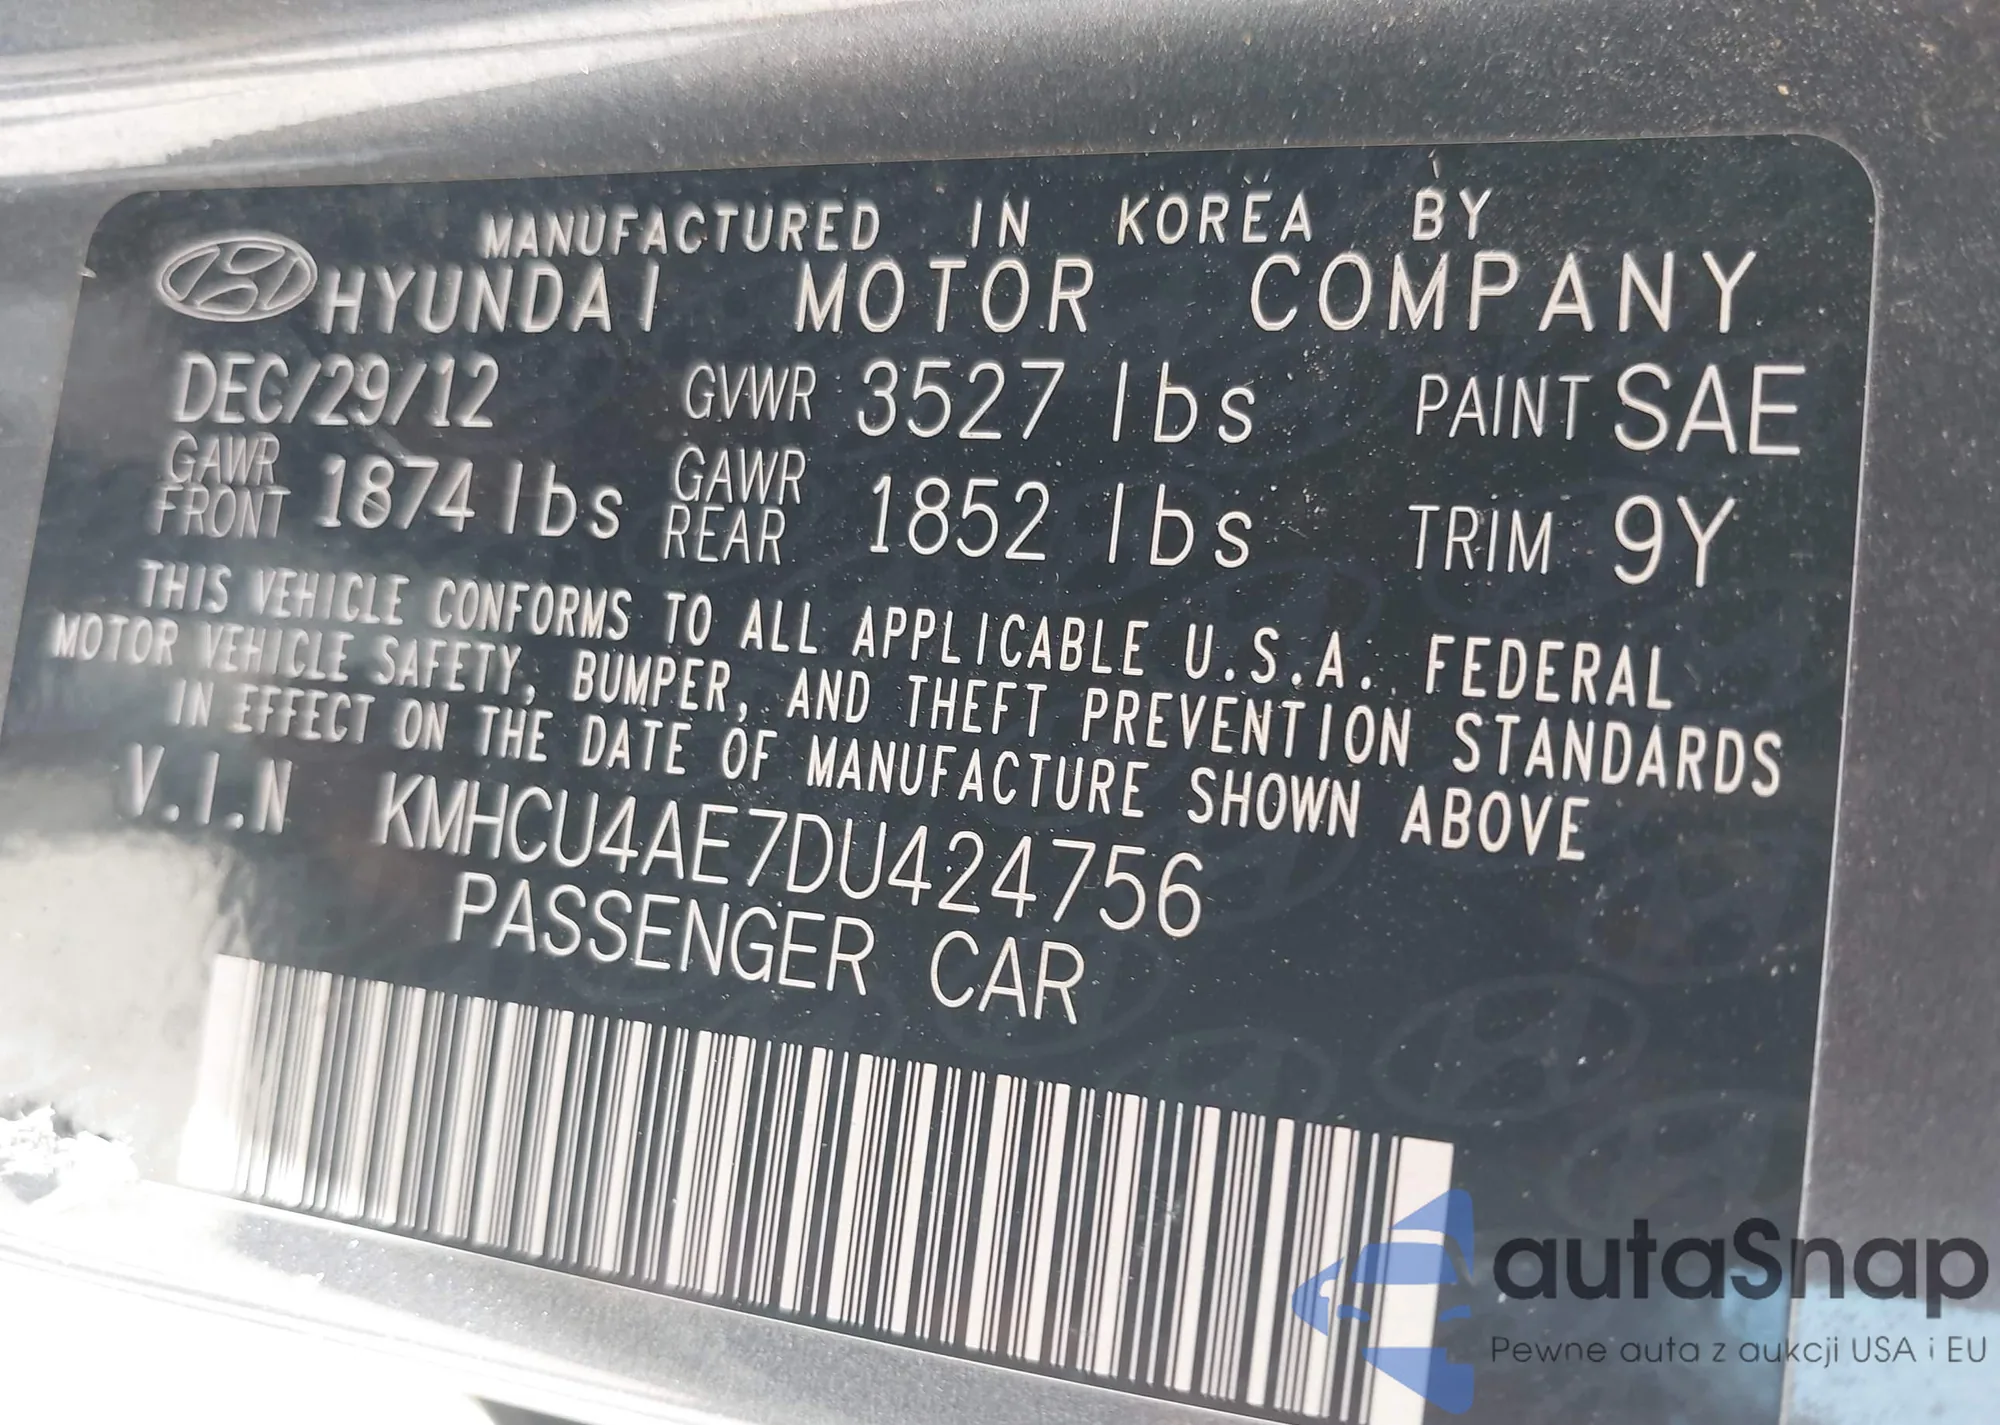 MANUFACTURED IN KOREA BY
HYUNDAI MOTOR COMPANY
DEC/29/12 GVWR 3527 lbs PAINT SAE
GAWR FRONT 1874 lbs GAWR REAR 1852 lbs TRIM 9Y
THIS VEHICLE CONFORMS TO ALL APPLICABLE U.S.A. FEDERAL
MOTOR VEHICLE SAFETY, BUMPER, AND THEFT PREVENTION STANDARDS
IN EFFECT ON THE DATE OF MANUFACTURE SHOWN ABOVE
V.I.N KMHCU4AE7DU424756
PASSENGER CAR
autaSnap
Pewne auta z aukcji USA i EU